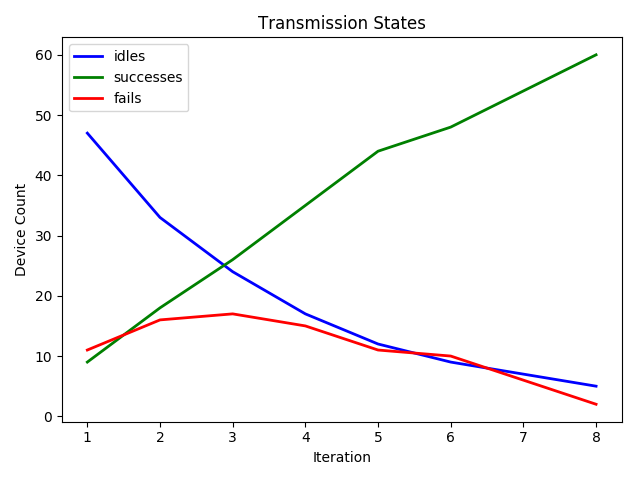 Transmission States
idles
successes
fails
Device Count
60
50
40
30
20
10
0
1 2 3 4 5 6 7 8
Iteration